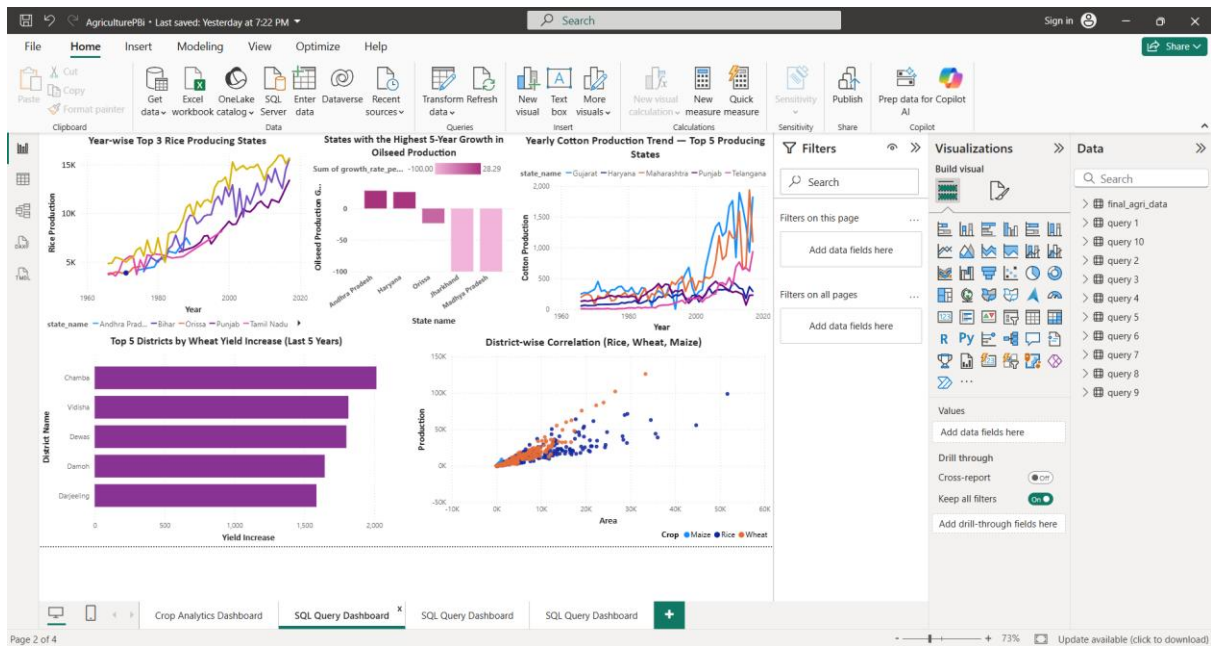 AgriculturePBi • Last saved: Yesterday at 7:22 PM
Search
Sign in
File Home Insert Modeling View Optimize Help
Share
Paste
Cut
Copy
Format painter
Clipboard
Get data
Excel workbook
OneLake catalog
SQL Server
Enter data
Dataverse
Recent sources
Data
Transform data
Refresh
Queries
New visual
Text box
More visuals
Insert
New visual calculation
New measure
Quick measure
Calculations
Sensitivity
Sensitivity
Publish
Share
Prep data for AI
Copilot
Copilot
Year-wise Top 3 Rice Producing States
Rice Production
15K
10K
5K
1960 1980 2000 2020
Year
state_name Andhra Prad... Bihar Orissa Punjab Tamil Nadu
States with the Highest 5-Year Growth in
Oilseed Production
Sum of growth_rate_pe... -100.00 28.29
Oilseed Production G...
0
-50
-100
Andhra Pradesh
Haryana
Orissa
Jharkhand
Madhya Pradesh
State name
Yearly Cotton Production Trend — Top 5 Producing
States
state_name Gujarat Haryana Maharashtra Punjab Telangana
Cotton Production
2,000
1,500
1,000
500
0
1960 1980 2000 2020
Year
Top 5 Districts by Wheat Yield Increase (Last 5 Years)
District Name
Chamba
Vidisha
Dewas
Damoh
Darjeeling
0 500 1,000 1,500 2,000
Yield Increase
District-wise Correlation (Rice, Wheat, Maize)
Production
150K
100K
50K
0K
-50K
-10K 0K 10K 20K 30K 40K 50K 60K
Area
Crop Maize Rice Wheat
Filters
Search
Filters on this page ...
Add data fields here
Filters on all pages ...
Add data fields here
Visualizations
Build visual
123
R Py
...
Values
Add data fields here
Drill through
Cross-report Off
Keep all filters On
Add drill-through fields here
Data
Search
final_agri_data
query 1
query 10
query 2
query 3
query 4
query 5
query 6
query 7
query 8
query 9
Crop Analytics Dashboard
SQL Query Dashboard x
SQL Query Dashboard
SQL Query Dashboard
+
Page 2 of 4
- + 73%
Update available (click to download)